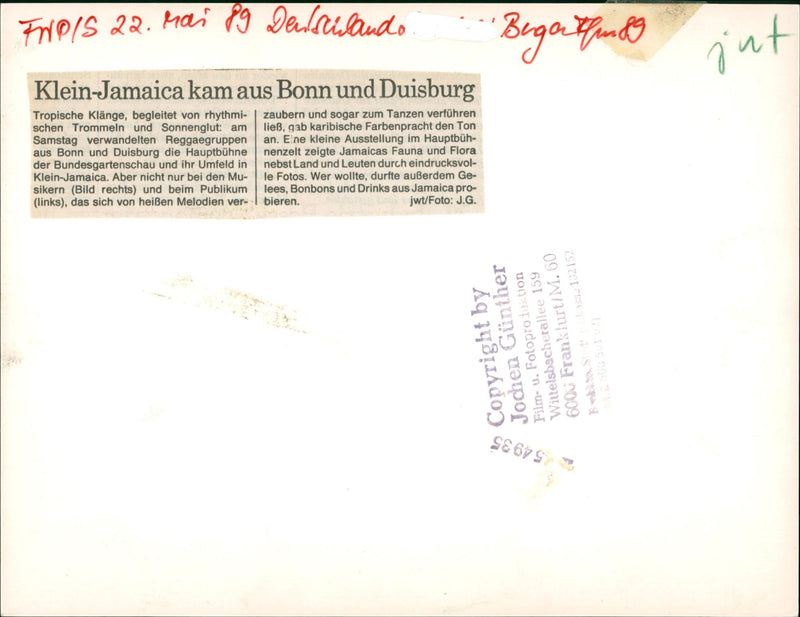 FNP/S 22. Mai 89
jwt
Klein-Jamaica kam aus Bonn und Duisburg
Tropische Klänge, begleitet von rhythmi-
schen Trommeln und Sonnenglut: am
Samstag verwandelten Reggaegruppen
aus Bonn und Duisburg die Hauptbühne
der Bundesgartenschau und ihr Umfeld in
Klein-Jamaica. Aber nicht nur bei den Mu-
sikern (Bild rechts) und beim Publikum
(links), das sich von heißen Melodien ver-
zaubern und sogar zum Tanzen verführen
ließ, gab karibische Farbenpracht den Ton
an. Eine kleine Ausstellung im Hauptbüh-
nenzelt zeigte Jamaicas Fauna und Flora
nebst Land und Leuten durch eindrucksvol-
le Fotos. Wer wollte, durfte außerdem Ge-
lees, Bonbons und Drinks aus Jamaica pro-
bieren. jwt/Foto: J.G.
Copyright by
Jochen Günther
Film- u. Fotoproduktion
Wittelsbacherallee 159
6000 Frankfurt/M. 60
54935